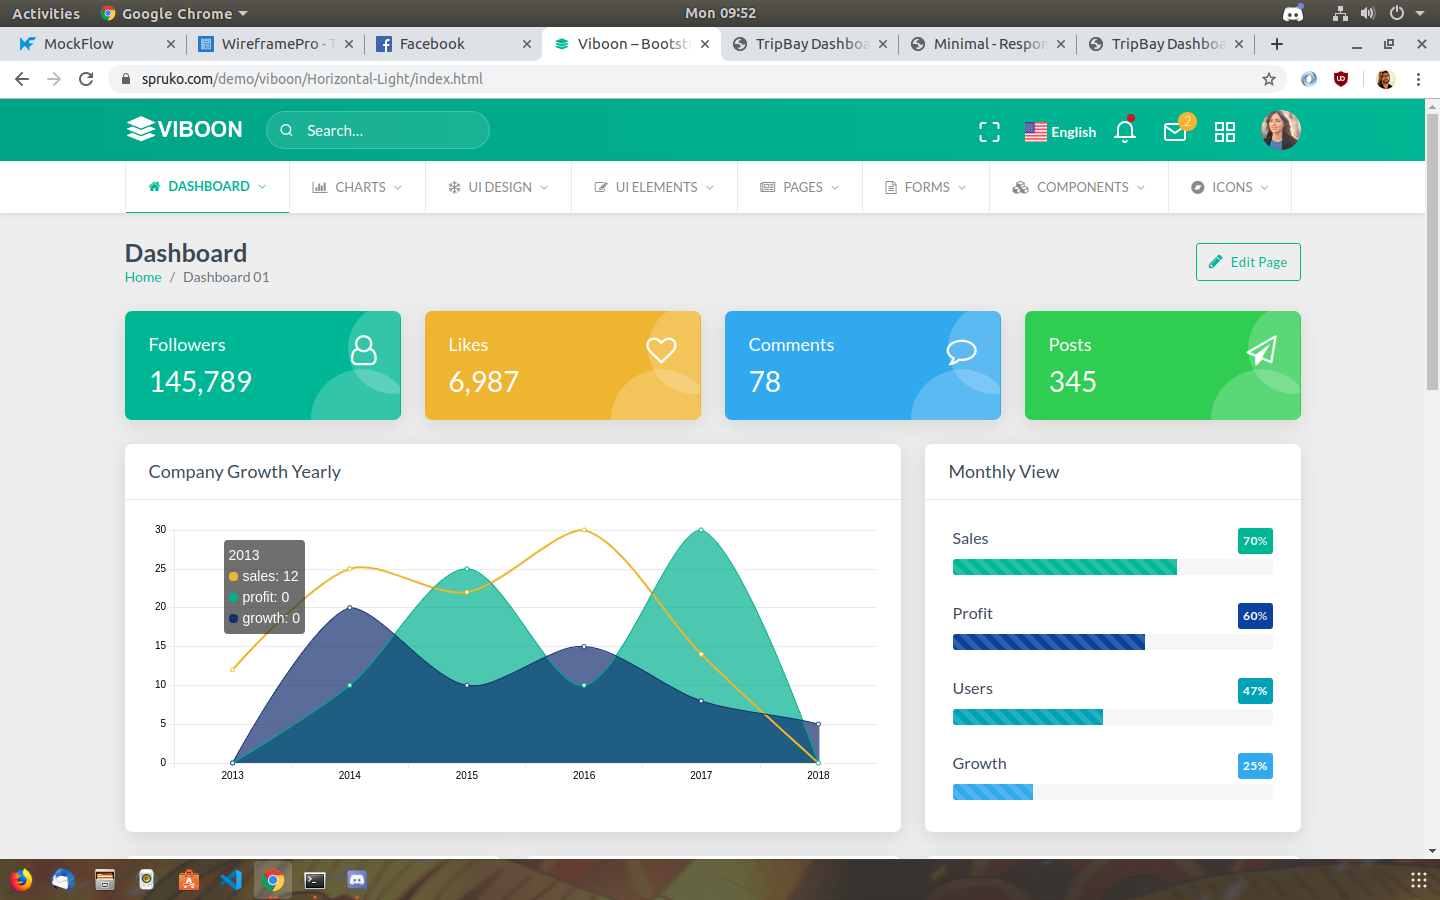 Activities Google Chrome Mon 09:52
MockFlow WireframePro - T Facebook Viboon – Bootst TripBay Dashboa Minimal - Respon TripBay Dashboa
spruko.com/demo/viboon/Horizontal-Light/index.html
VIBOON Search... English 2
DASHBOARD CHARTS UI DESIGN UI ELEMENTS PAGES FORMS COMPONENTS ICONS
Dashboard
Home / Dashboard 01
Edit Page
Followers
145,789
Likes
6,987
Comments
78
Posts
345
Company Growth Yearly
30
25
20
15
10
5
0
2013
sales: 12
profit: 0
growth: 0
2013 2014 2015 2016 2017 2018
Monthly View
Sales 70%
Profit 60%
Users 47%
Growth 25%